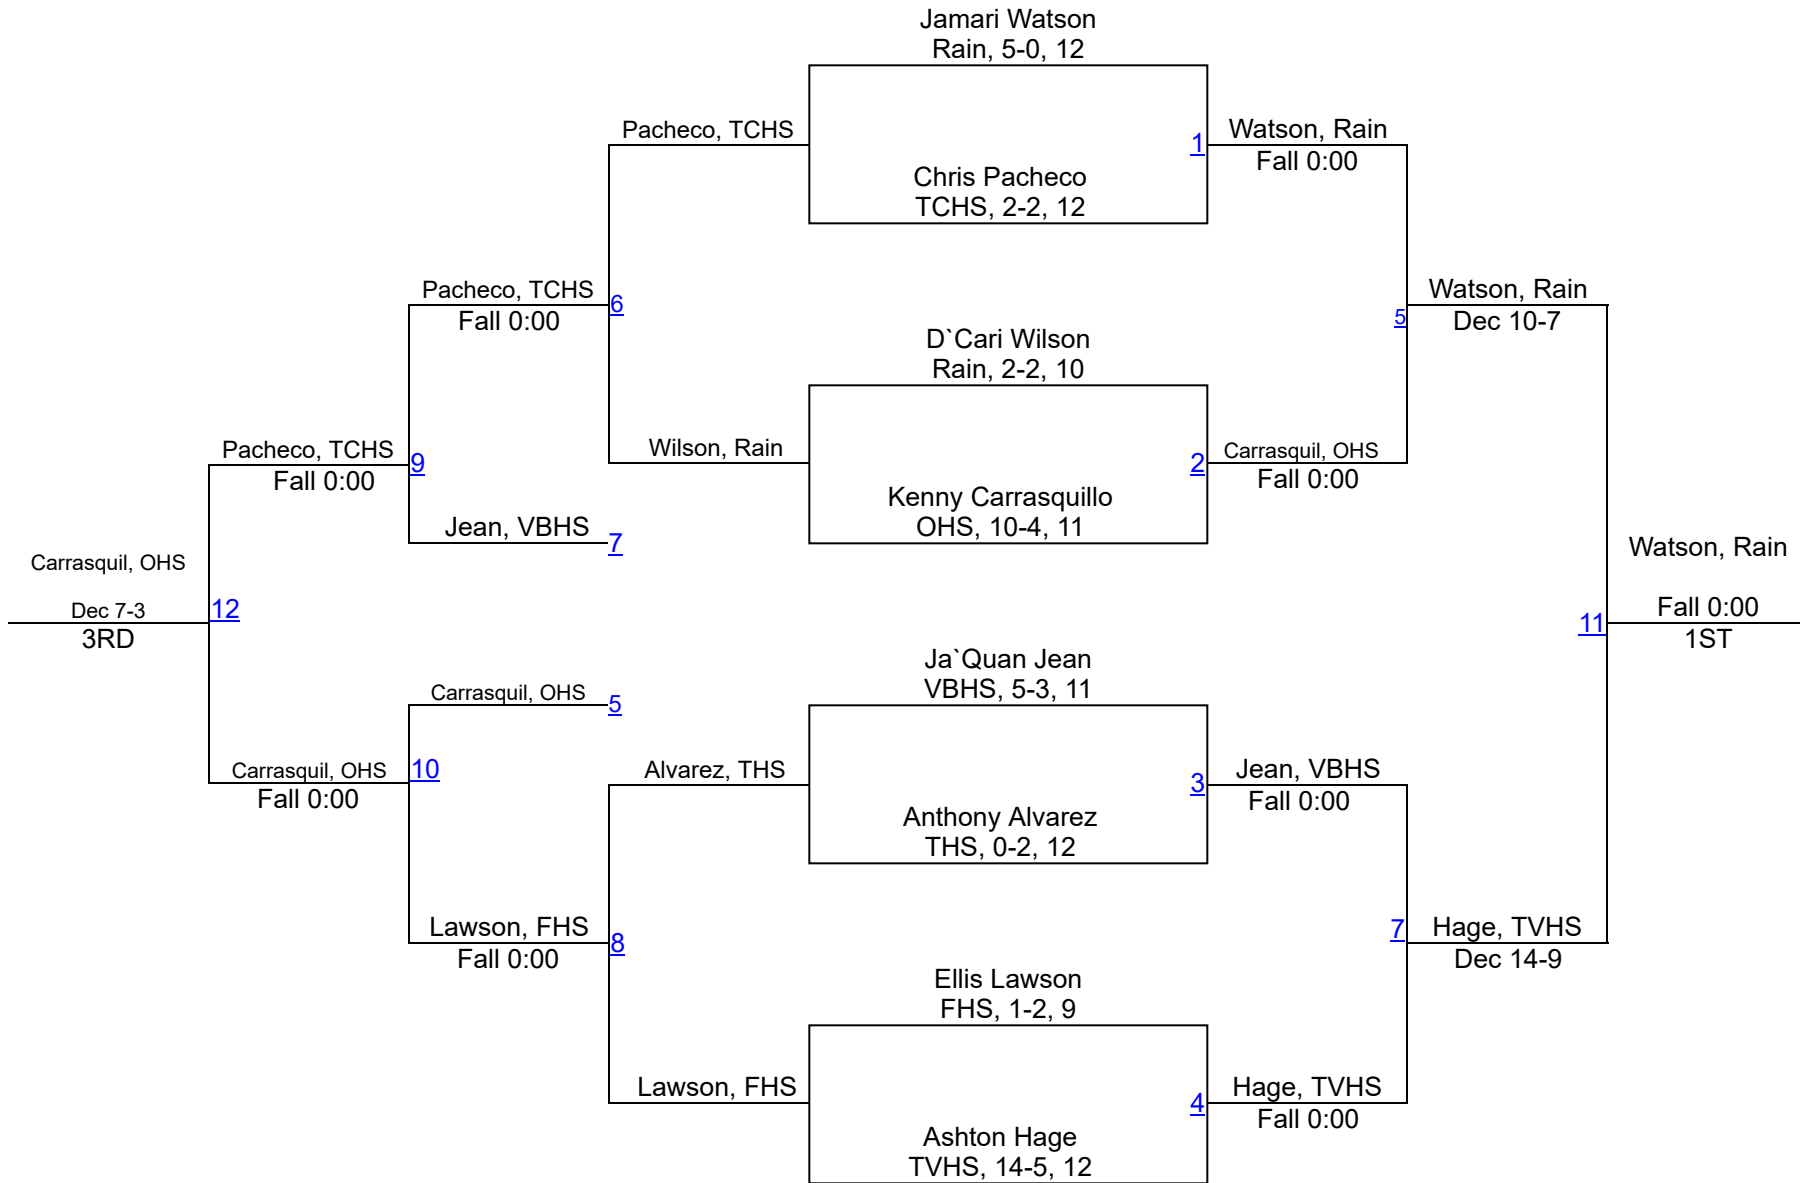 Jamari Watson
Rain, 5-0, 12
Pacheco, TCHS
1
Watson, Rain
Fall 0:00
Chris Pacheco
TCHS, 2-2, 12
Pacheco, TCHS
Fall 0:00
6
Watson, Rain
Dec 10-7
5
D`Cari Wilson
Rain, 2-2, 10
Pacheco, TCHS
Fall 0:00
9
Wilson, Rain
2
Carrasquil, OHS
Fall 0:00
Kenny Carrasquillo
OHS, 10-4, 11
Jean, VBHS
7
Carrasquil, OHS
Dec 7-3
3RD
12
Watson, Rain
Fall 0:00
1ST
11
Ja`Quan Jean
VBHS, 5-3, 11
Carrasquil, OHS
5
Carrasquil, OHS
Fall 0:00
10
Alvarez, THS
3
Jean, VBHS
Fall 0:00
Anthony Alvarez
THS, 0-2, 12
Lawson, FHS
Fall 0:00
8
7
Hage, TVHS
Dec 14-9
Ellis Lawson
FHS, 1-2, 9
Lawson, FHS
4
Hage, TVHS
Fall 0:00
Ashton Hage
TVHS, 14-5, 12